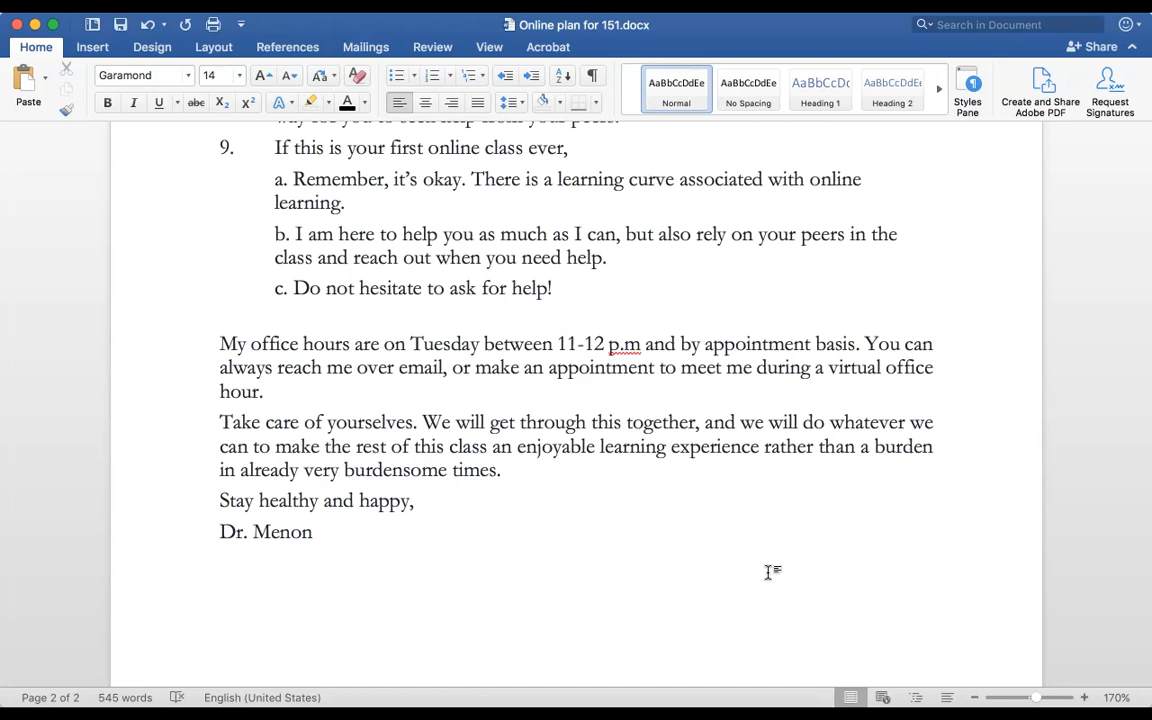 Online plan for 151.docx
Search in Document
Home Insert Design Layout References Mailings Review View Acrobat Share
Paste Garamond 14 AaBbCcDdEe Normal AaBbCcDdEe No Spacing AaBbCcDc Heading 1 AaBbCcDdEe Heading 2 Styles Pane Create and Share Adobe PDF Request Signatures
way for you to seek help from your peers.
9. If this is your first online class ever,
a. Remember, it’s okay. There is a learning curve associated with online
learning.
b. I am here to help you as much as I can, but also rely on your peers in the
class and reach out when you need help.
c. Do not hesitate to ask for help!
My office hours are on Tuesday between 11-12 p.m and by appointment basis. You can
always reach me over email, or make an appointment to meet me during a virtual office
hour.
Take care of yourselves. We will get through this together, and we will do whatever we
can to make the rest of this class an enjoyable learning experience rather than a burden
in already very burdensome times.
Stay healthy and happy,
Dr. Menon
Page 2 of 2 545 words English (United States) 170%